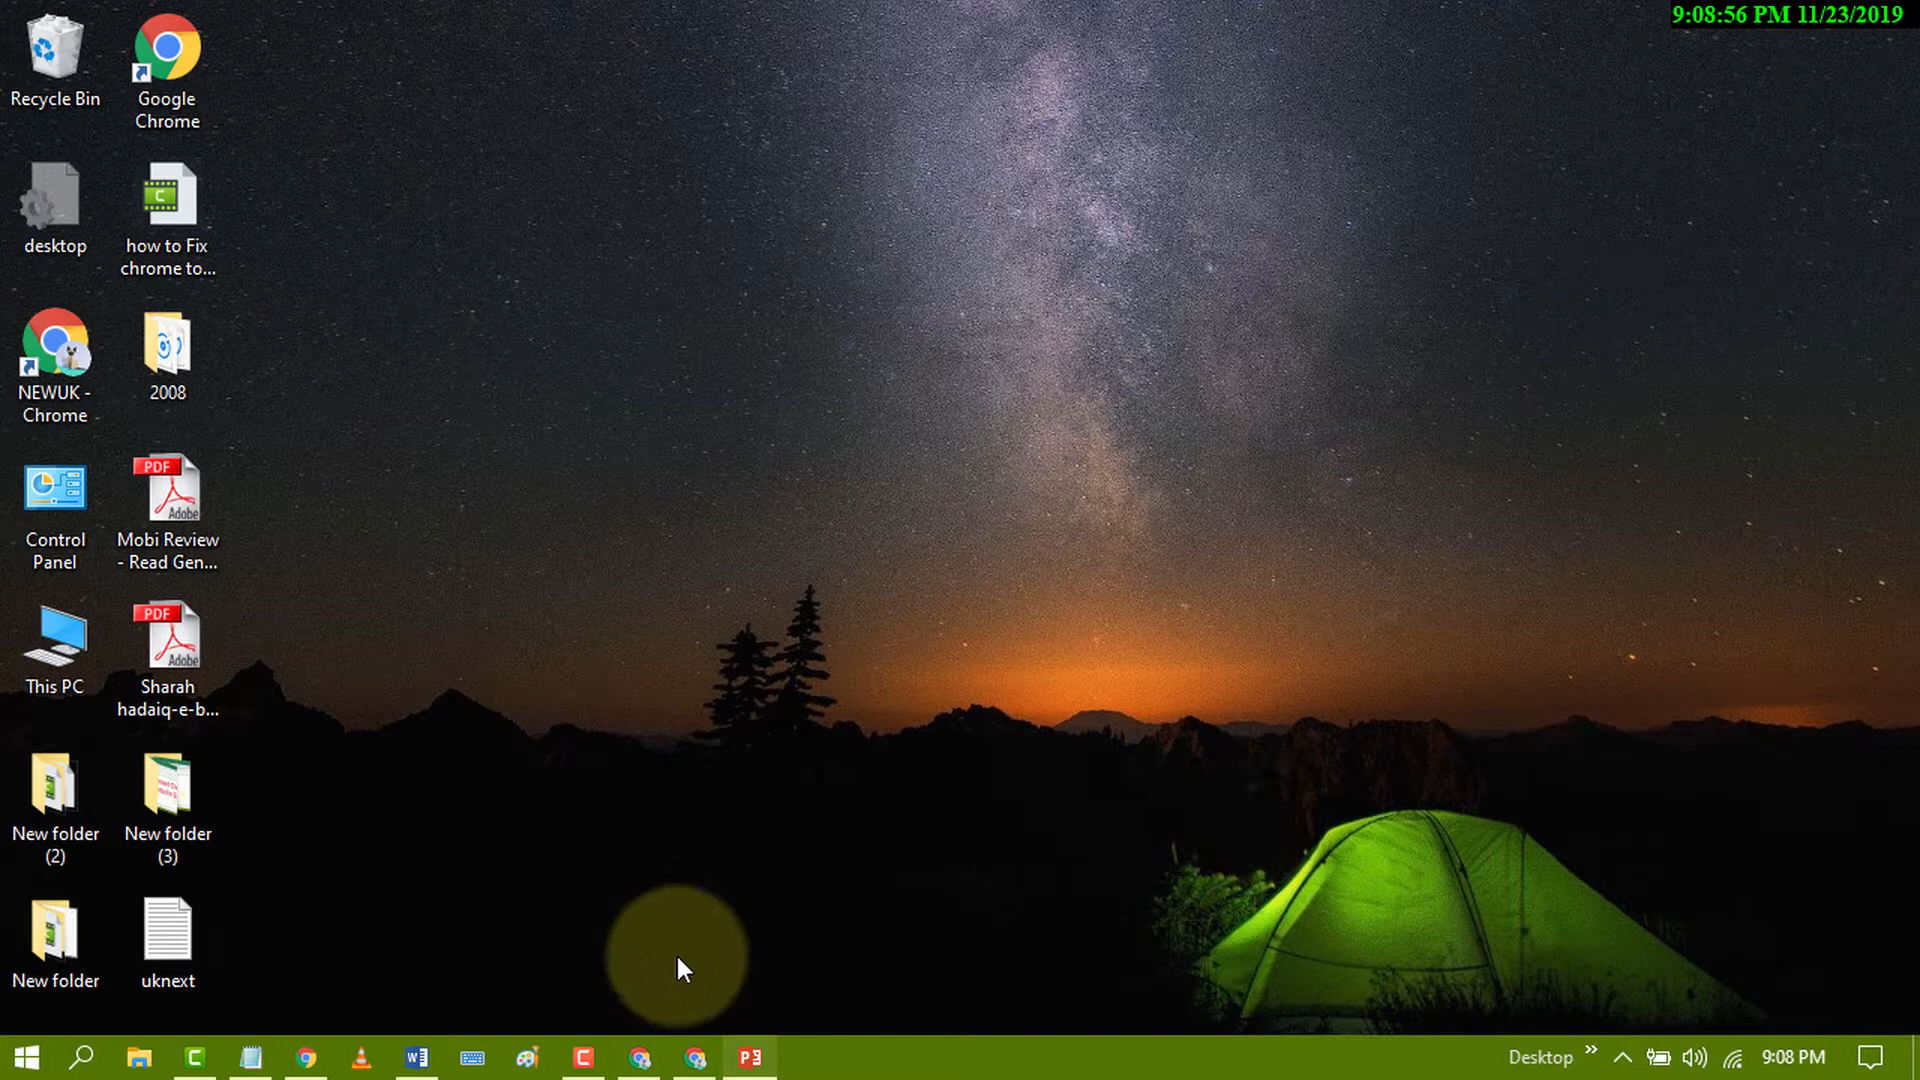 9:08:56 PM 11/23/2019
Recycle Bin
Google
Chrome
desktop
how to Fix
chrome to...
NEWUK -
Chrome
2008
Control
Panel
PDF
Adobe
Mobi Review
- Read Gen...
This PC
PDF
Adobe
Sharah
hadaiq-e-b...
New folder
(2)
New folder
(3)
New folder
uknext
Desktop
9:08 PM